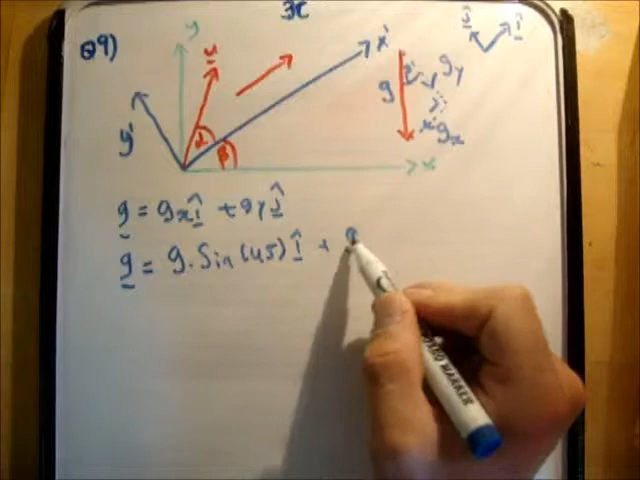 3C
Q9)
y
u
x'
y'
α
β
x
g
g y
g x
j i
g = gx î + gy ĵ
g = g. Sin (45) î + g